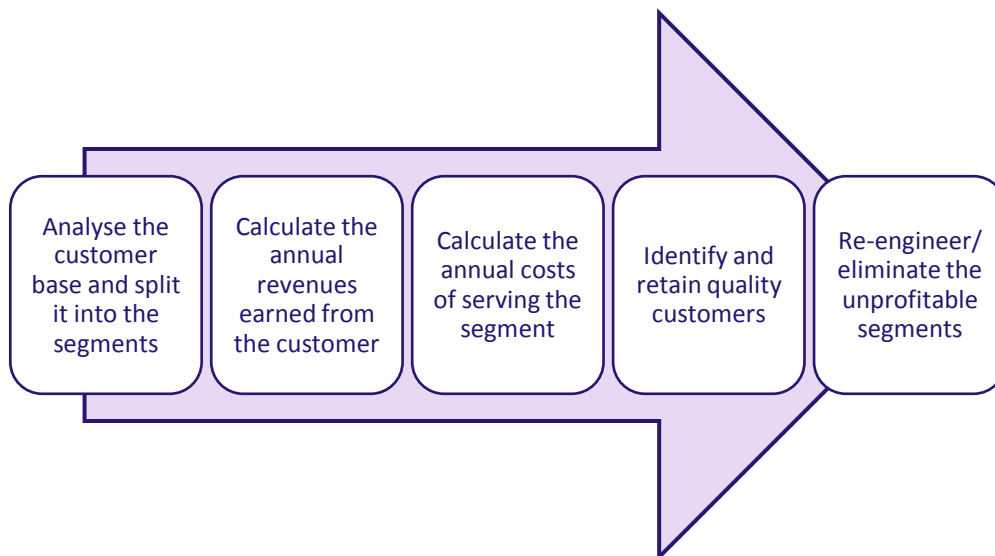 Analyse the
customer
base and split
it into the
segments
Calculate the
annual
revenues
earned from
the customer
Calculate the
annual costs
of serving the
segment
Identify and
retain quality
customers
Re-engineer/
eliminate the
unprofitable
segments